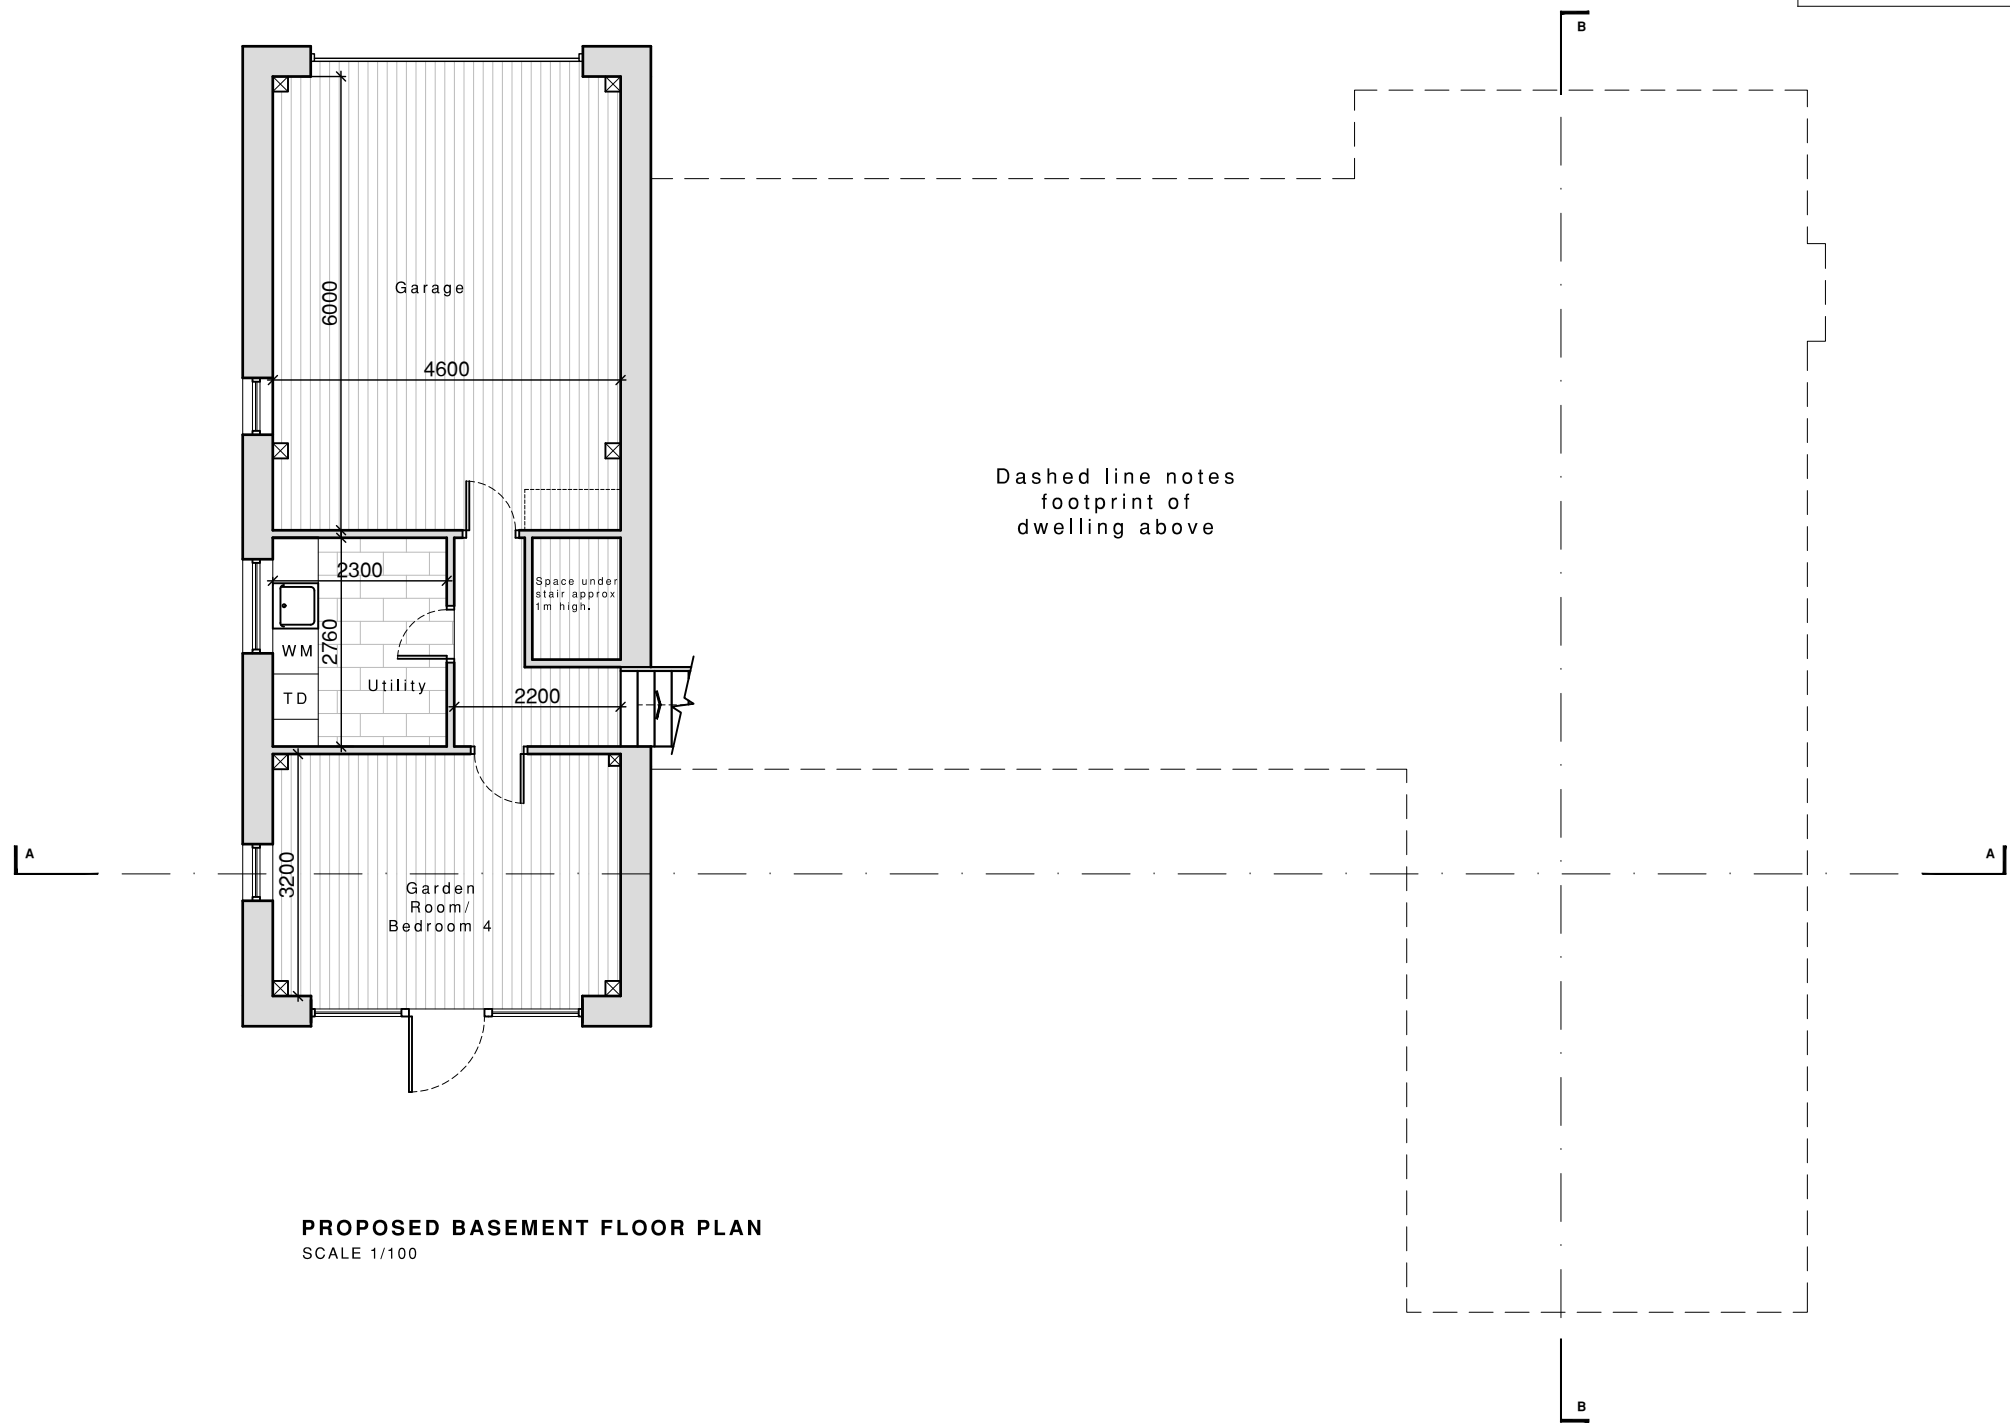 B
Garage
6000
4600
Dashed line notes
footprint of
dwelling above
2300
Space under
stair approx
1m high.
WM
2760
TD
Utility
2200
A
A
3200
Garden
Room/
Bedroom 4
PROPOSED BASEMENT FLOOR PLAN
SCALE 1/100
B